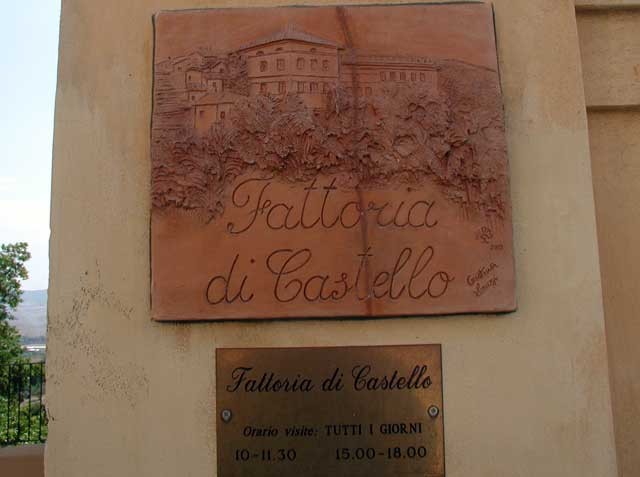 Fattoria
di Castello
Fattoria di Castello
Orario visite: TUTTI I GIORNI
10-11.30 15.00-18.00